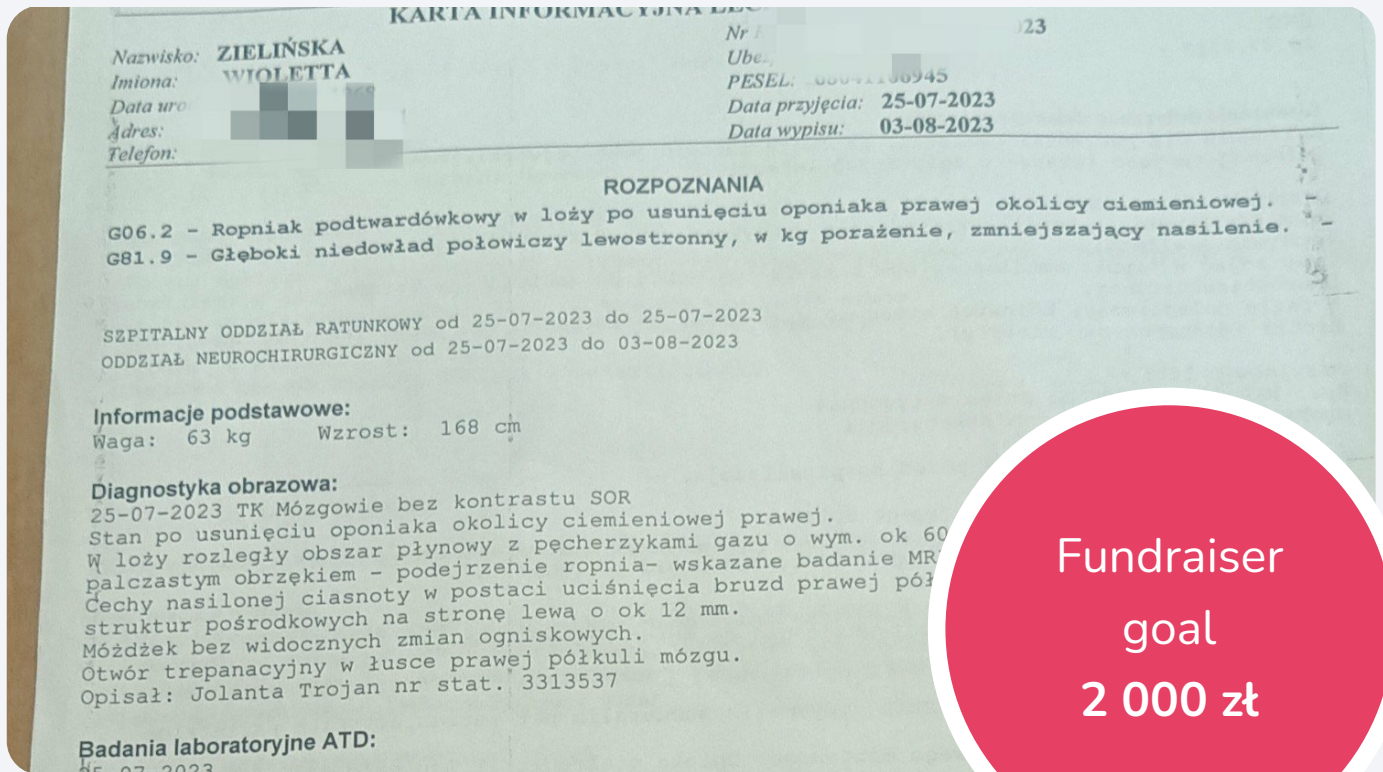 KARTA INFORMACYJNA
Nazwisko: ZIELIŃSKA
Imiona: WIOLETTA
Data
Adres:
Telefon:
Nr
PESEL:
Data przyjęcia: 25-07-2023
Data wypisu: 03-08-2023
ROZPOZNANIA
G06.2 - Ropniak podtwardówkowy w loży po usunięciu oponiaka prawej okolicy ciemieniowej.
G81.9 - Głęboki niedowład połowiczy lewostronny, w kg porażenie, zmniejszający nasilenie.
SZPITALNY ODDZIAŁ RATUNKOWY od 25-07-2023 do 25-07-2023
ODDZIAŁ NEUROCHIRURGICZNY od 25-07-2023 do 03-08-2023
Informacje podstawowe:
Waga: 63 kg Wzrost: 168 cm
Diagnostyka obrazowa:
25-07-2023 TK Mózgowie bez kontrastu SOR
Stan po usunięciu oponiaka okolicy ciemieniowej prawej.
W loży rozległy obszar płynowy z pęcherzykami gazu o wym. ok 60
palczastym obrzękiem - podejrzenie ropnia- wskazane badanie
Cechy nasilonej ciasnoty w postaci uciśnięcia bruzd prawej
struktur pośrodkowych na stronę lewą o ok 12 mm.
Móżdżek bez widocznych zmian ogniskowych.
Otwór trepanacyjny w łusce prawej półkuli mózgu.
Opisał: Jolanta Trojan nr stat. 3313537
Badania laboratoryjne ATD:
Fundraiser
goal
2 000 zł